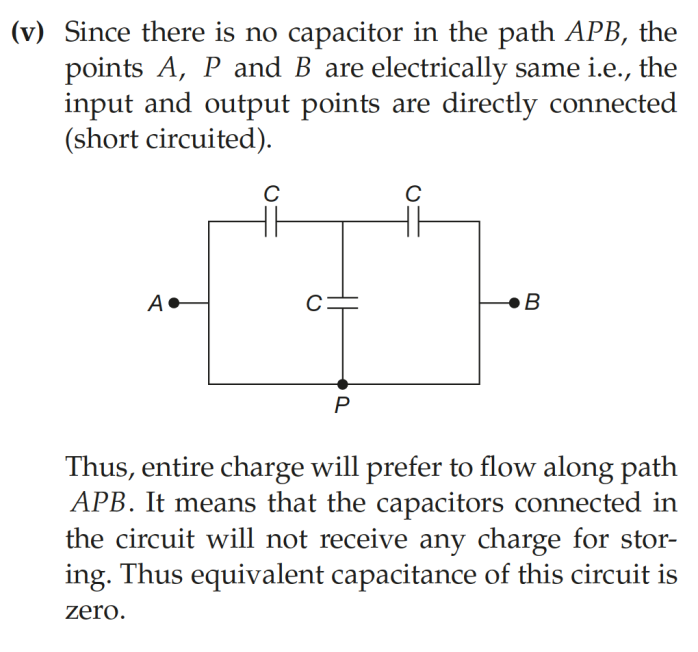 (v) Since there is no capacitor in the path APB, the
points A, P and B are electrically same i.e., the
input and output points are directly connected
(short circuited).
C C
A C B
P
Thus, entire charge will prefer to flow along path
APB. It means that the capacitors connected in
the circuit will not receive any charge for stor-
ing. Thus equivalent capacitance of this circuit is
zero.